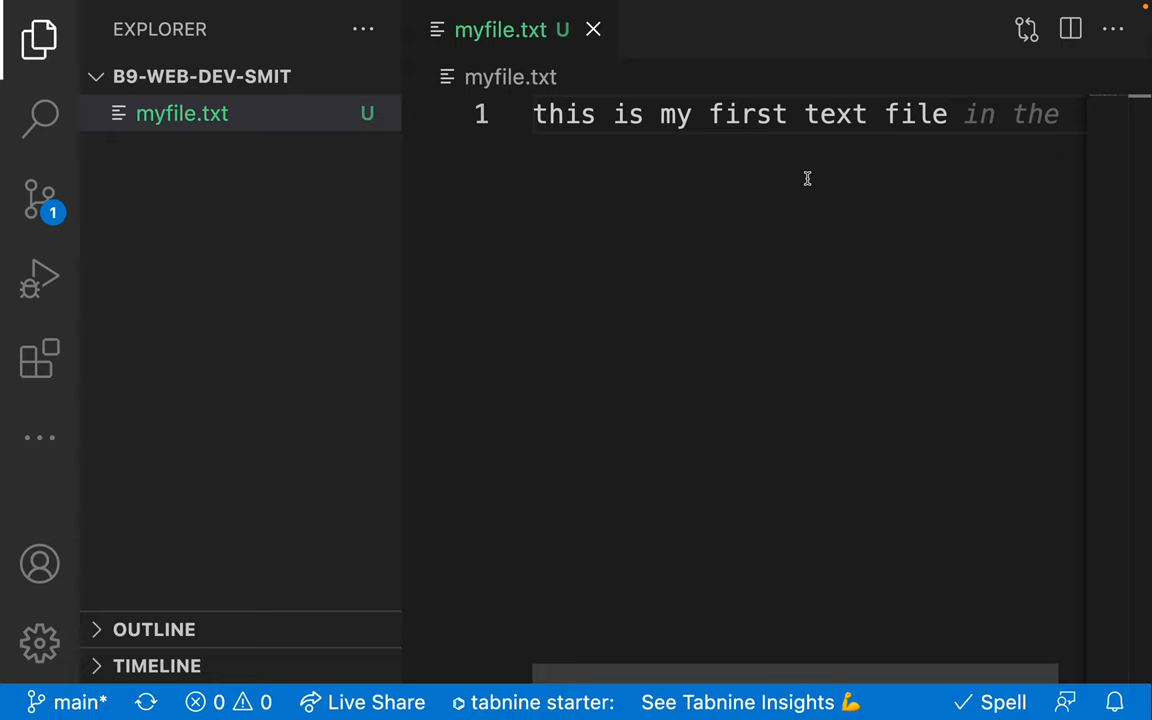 EXPLORER
B9-WEB-DEV-SMIT
myfile.txt U
OUTLINE
TIMELINE
myfile.txt U
myfile.txt
1 this is my first text file in the
1
main* 0 0 Live Share tabnine starter: See Tabnine Insights 💪 Spell